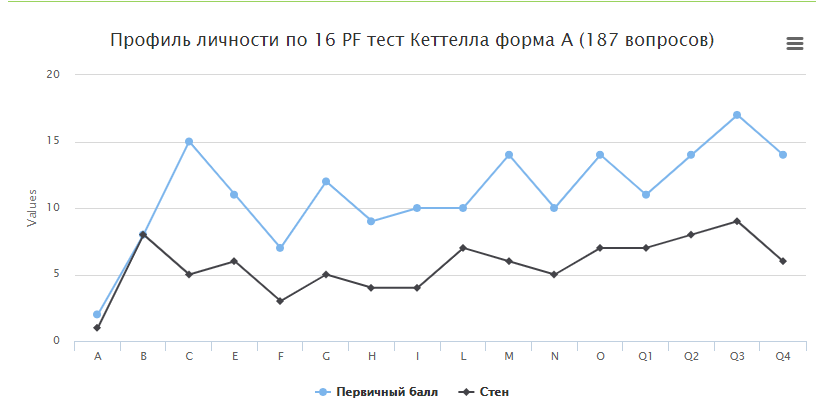 Профиль личности по 16 PF тест Кеттелла форма А (187 вопросов)
20
15
10
5
0
Values
A B C E F G H I L M N O Q1 Q2 Q3 Q4
Первичный балл Стен